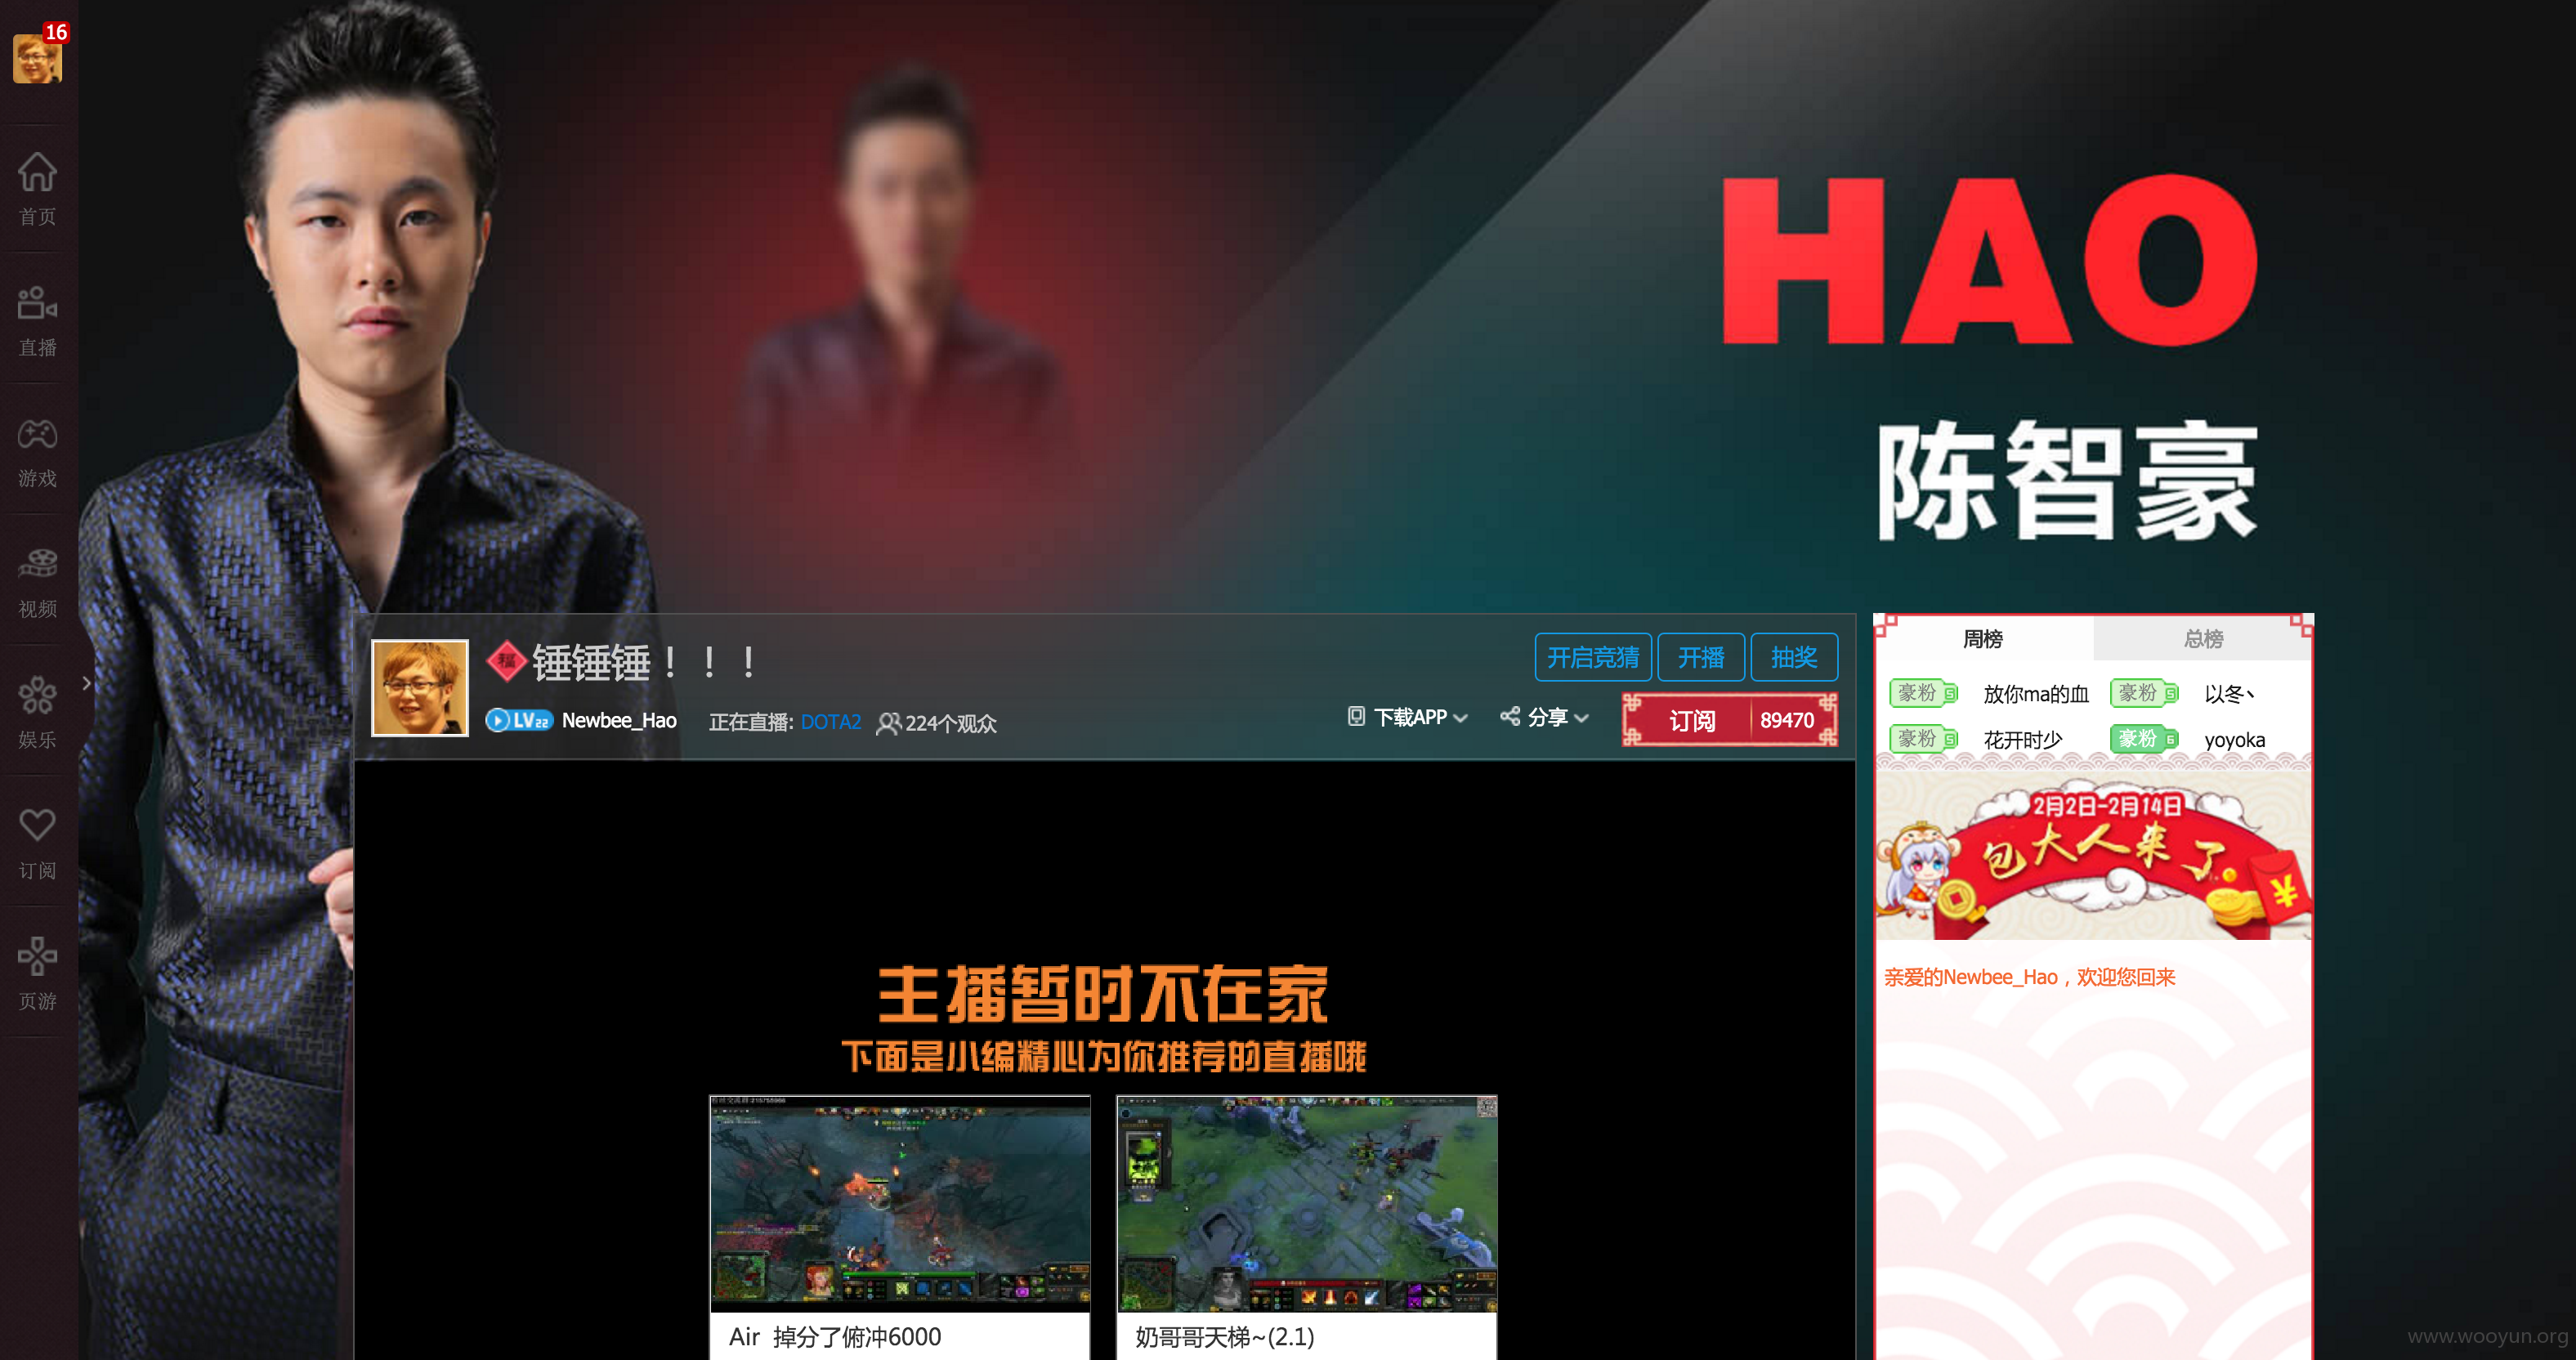 16
首页
直播
游戏
视频
娱乐
订阅
页游
HAO
陈智豪
福 锤锤锤！！！
开启竞猜 开播 抽奖
LV22 Newbee_Hao 正在直播: DOTA2 224个观众
下载APP 分享 订阅 89470
周榜 总榜
豪粉 5 放你ma的血 豪粉 5 以冬丶
豪粉 5 花开时少 豪粉 6 yoyoka
2月2日-2月14日
包大人来了
亲爱的Newbee_Hao，欢迎您回来
主播暂时不在家
下面是小编精心为你推荐的直播哦
Air 掉分了俯冲6000
奶哥哥天梯~(2.1)
www.wooyun.org